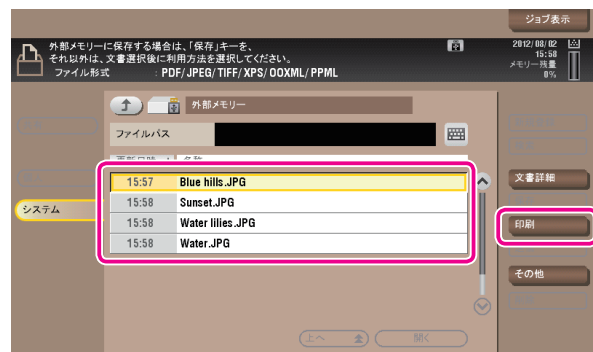 ジョブ表示
外部メモリーに保存する場合は、「保存」キーを、
それ以外は、文書選択後に利用方法を選択してください。
ファイル形式 : PDF/JPEG/TIFF/XPS/OOXML/PPML
2012/08/02
15:58
メモリー残量
0%
外部メモリー
ファイルパス
更新日時 名称
15:57 Blue hills.JPG
15:58 Sunset.JPG
15:58 Water lilies.JPG
15:58 Water.JPG
システム
文書詳細
印刷
その他
上へ 開く